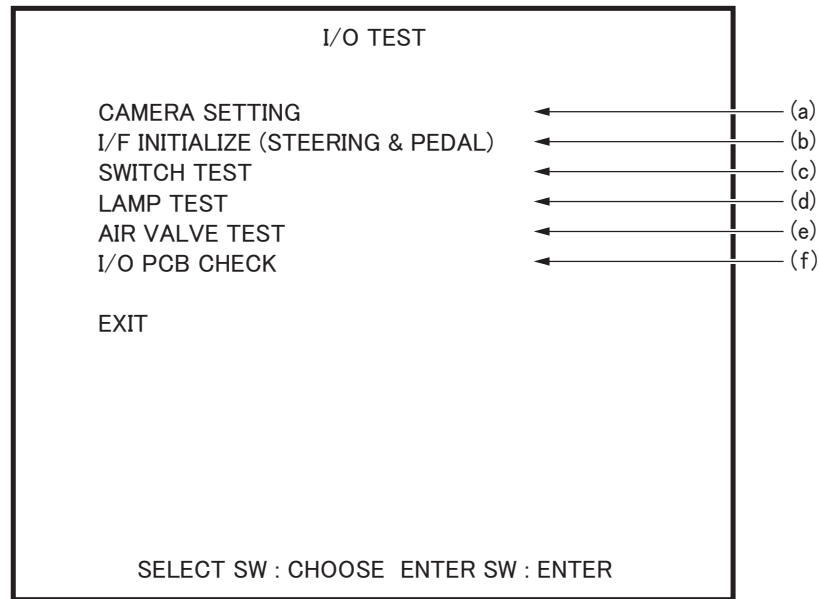 I/O TEST
CAMERA SETTING (a)
I/F INITIALIZE (STEERING & PEDAL) (b)
SWITCH TEST (c)
LAMP TEST (d)
AIR VALVE TEST (e)
I/O PCB CHECK (f)
EXIT
SELECT SW : CHOOSE ENTER SW : ENTER